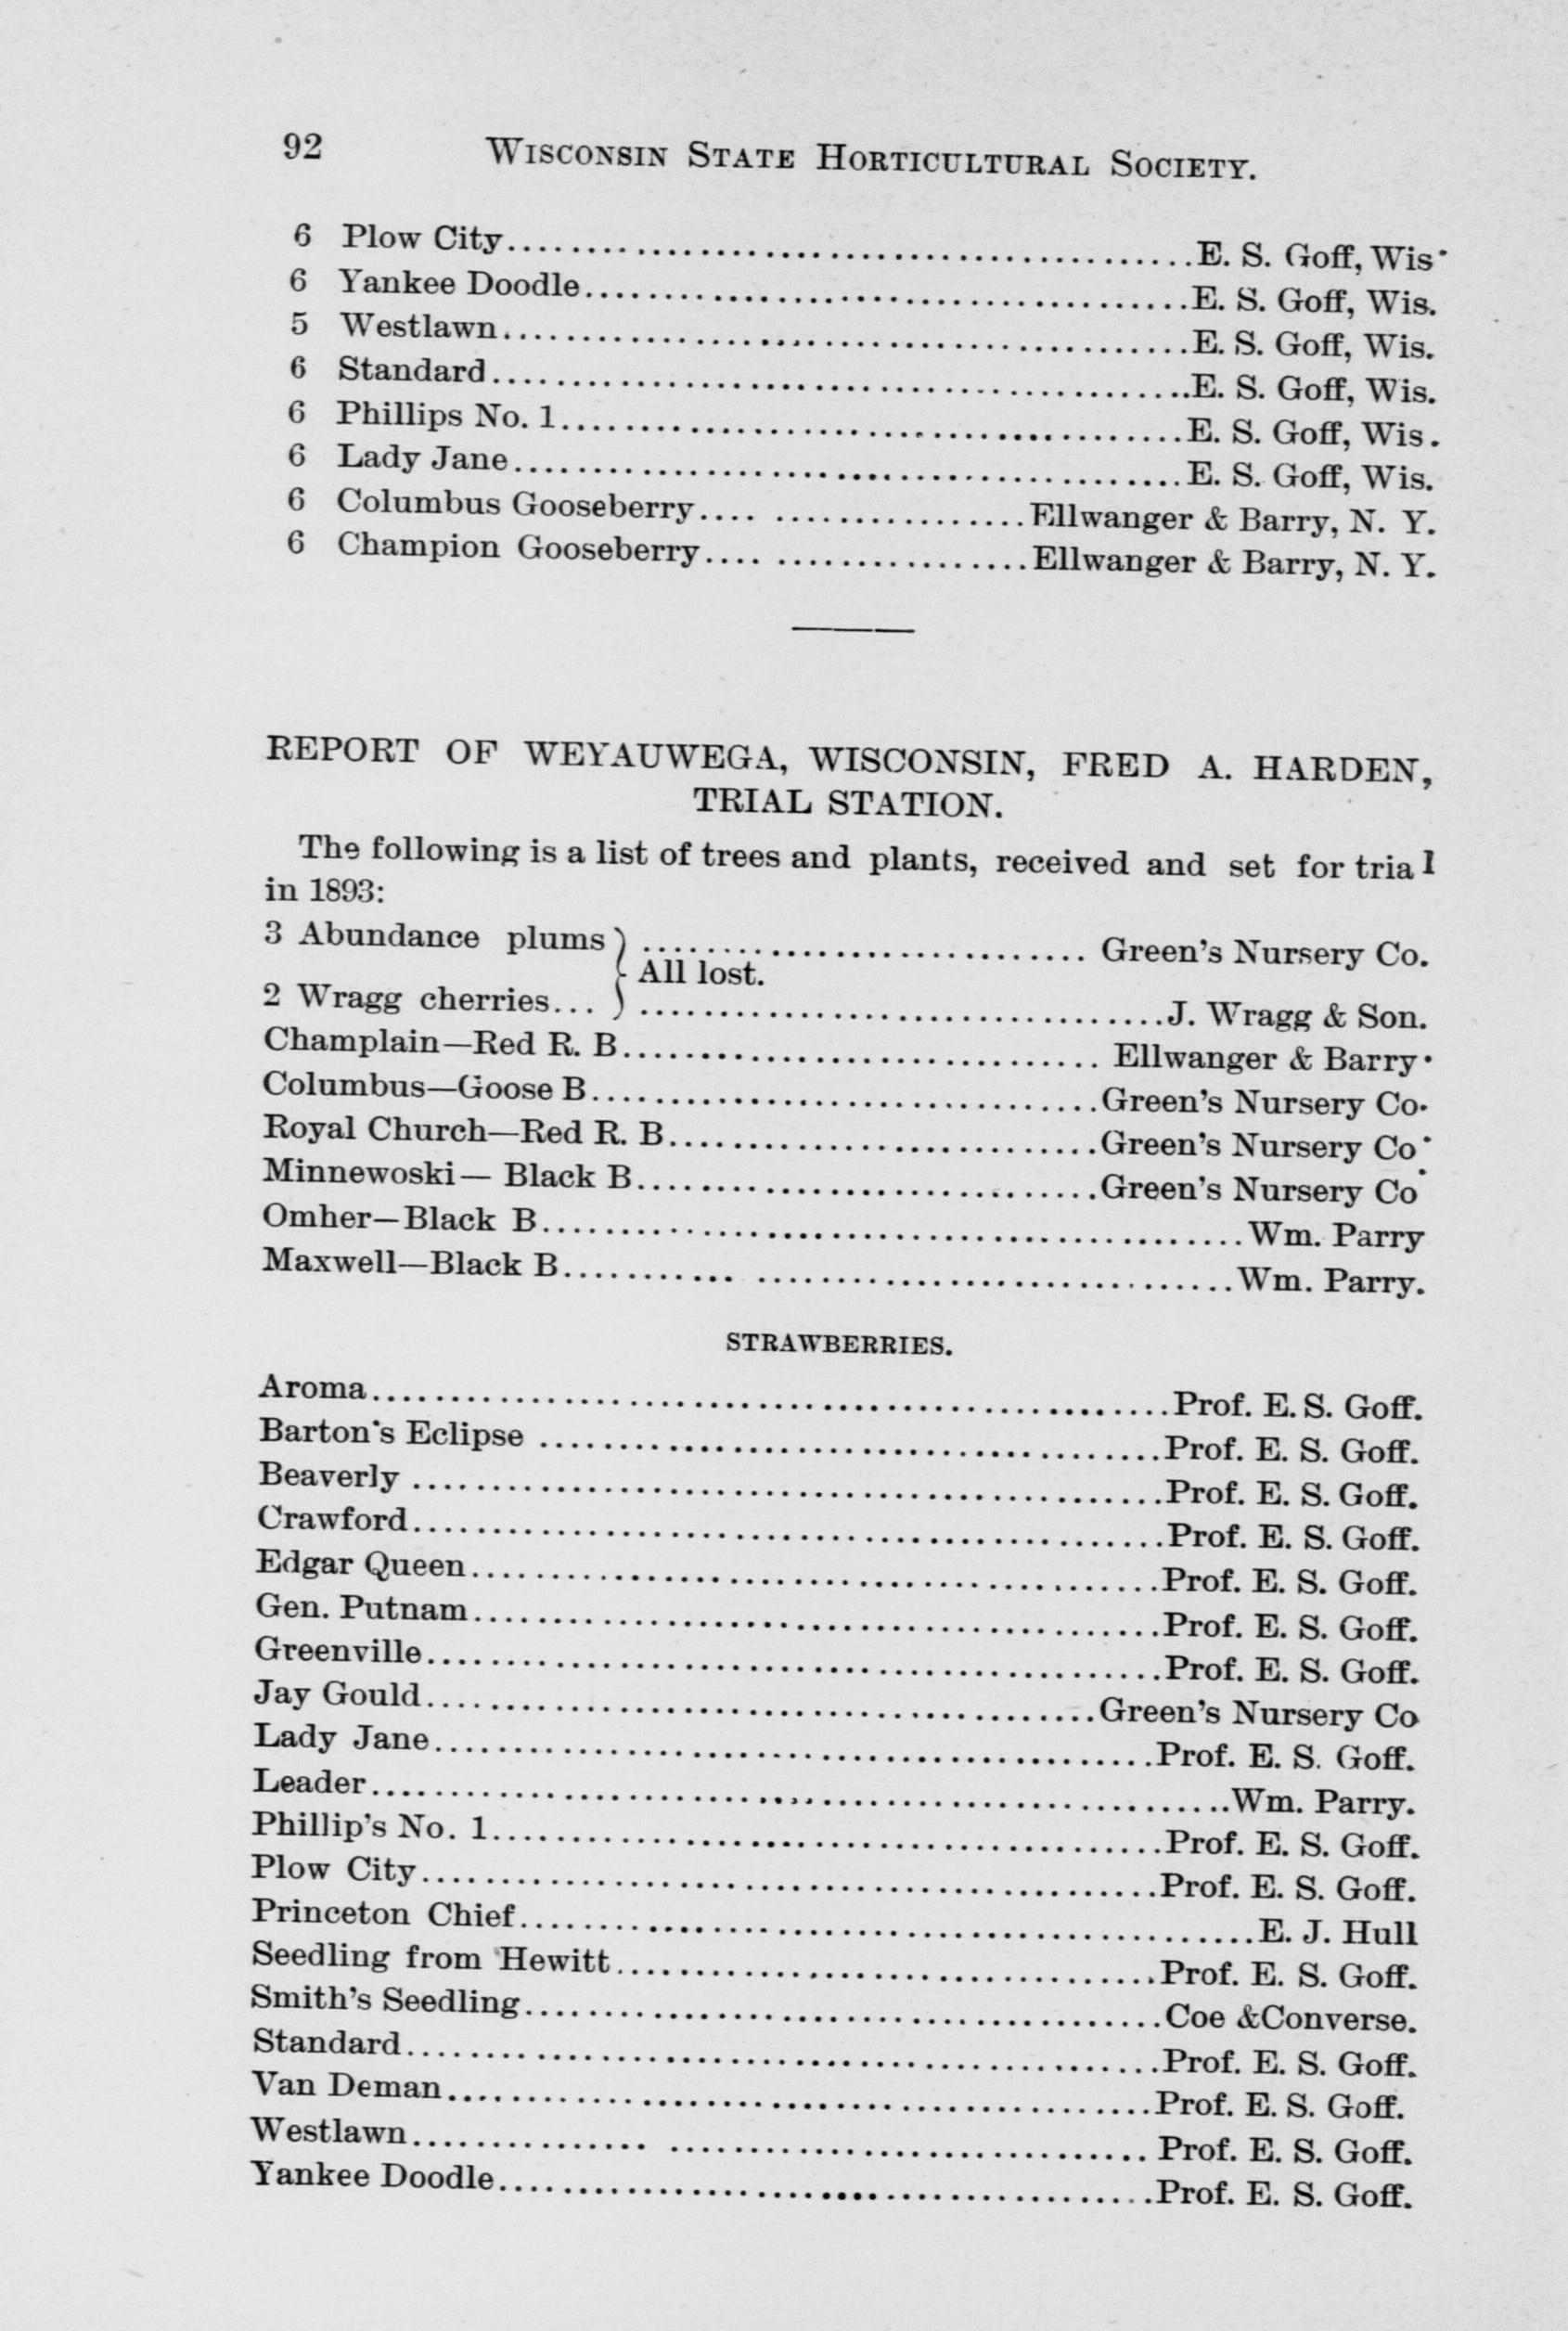 92 WISCONSIN STATE HORTICULTURAL SOCIETY.
6 Plow City........................................E. S. Goff, Wis.
6 Yankee Doodle........................................E. S. Goff, Wis.
5 Westlawn........................................E. S. Goff, Wis.
6 Standard........................................E. S. Goff, Wis.
6 Phillips No. 1........................................E. S. Goff, Wis.
6 Lady Jane........................................E. S. Goff, Wis.
6 Columbus Gooseberry.... ................Ellwanger & Barry, N. Y.
6 Champion Gooseberry.... ................Ellwanger & Barry, N. Y.
REPORT OF WEYAUWEGA, WISCONSIN, FRED A. HARDEN,
TRIAL STATION.
The following is a list of trees and plants, received and set for trial
in 1893:
3 Abundance plums } ............................ Green's Nursery Co.
All lost.
2 Wragg cherries... ................................J. Wragg & Son.
Champlain—Red R. B.............................. Ellwanger & Barry.
Columbus—Goose B................................Green's Nursery Co.
Royal Church—Red R. B...........................Green's Nursery Co.
Minnewoski— Black B.............................Green's Nursery Co.
Omher—Black B............................................Wm. Parry
Maxwell—Black B........... ..............................Wm. Parry.
STRAWBERRIES.
Aroma..................................................Prof. E. S. Goff.
Barton's Eclipse .......................................Prof. E. S. Goff.
Beaverly ...............................................Prof. E. S. Goff.
Crawford...............................................Prof. E. S. Goff.
Edgar Queen............................................Prof. E. S. Goff.
Gen. Putnam............................................Prof. E. S. Goff.
Greenville..............................................Prof. E. S. Goff.
Jay Gould..........................................Green's Nursery Co
Lady Jane..............................................Prof. E. S. Goff.
Leader......................................................Wm. Parry.
Phillip's No. 1..........................................Prof. E. S. Goff.
Plow City..............................................Prof. E. S. Goff.
Princeton Chief..............................................E. J. Hull
Seedling from Hewitt..................................Prof. E. S. Goff.
Smith's Seedling........................................Coe &Converse.
Standard...............................................Prof. E. S. Goff.
Van Deman............................................Prof. E. S. Goff.
Westlawn............... .............................. Prof. E. S. Goff.
Yankee Doodle.........................................Prof. E. S. Goff.